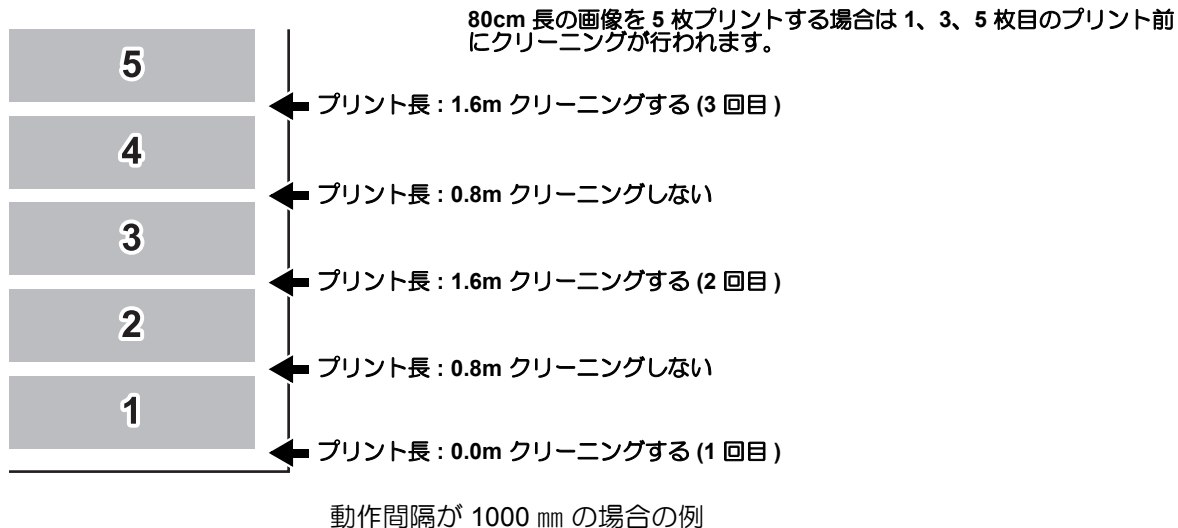 80cm 長の画像を 5 枚プリントする場合は 1、3、5 枚目のプリント前
にクリーニングが行われます。
5
プリント長 : 1.6m クリーニングする (3 回目 )
4
プリント長 : 0.8m クリーニングしない
3
プリント長 : 1.6m クリーニングする (2 回目 )
2
プリント長 : 0.8m クリーニングしない
1
プリント長 : 0.0m クリーニングする (1 回目 )
動作間隔が 1000 ㎜ の場合の例